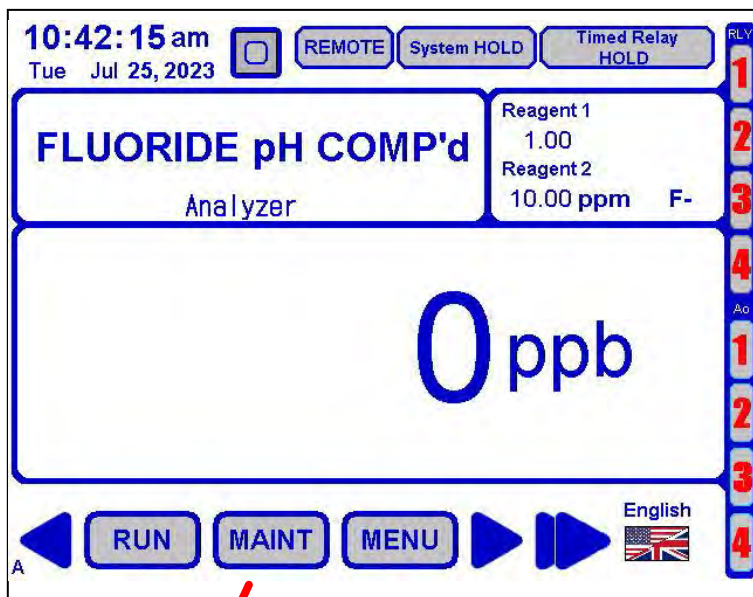 10:42:15 am
Tue Jul 25, 2023
REMOTE
System HOLD
Timed Relay
HOLD
RLY
1
2
3
4
Ao
1
2
3
4
FLUORIDE pH COMP'd
Analyzer
Reagent 1
1.00
Reagent 2
10.00 ppm F-
0 ppb
RUN
MAINT
MENU
English
A